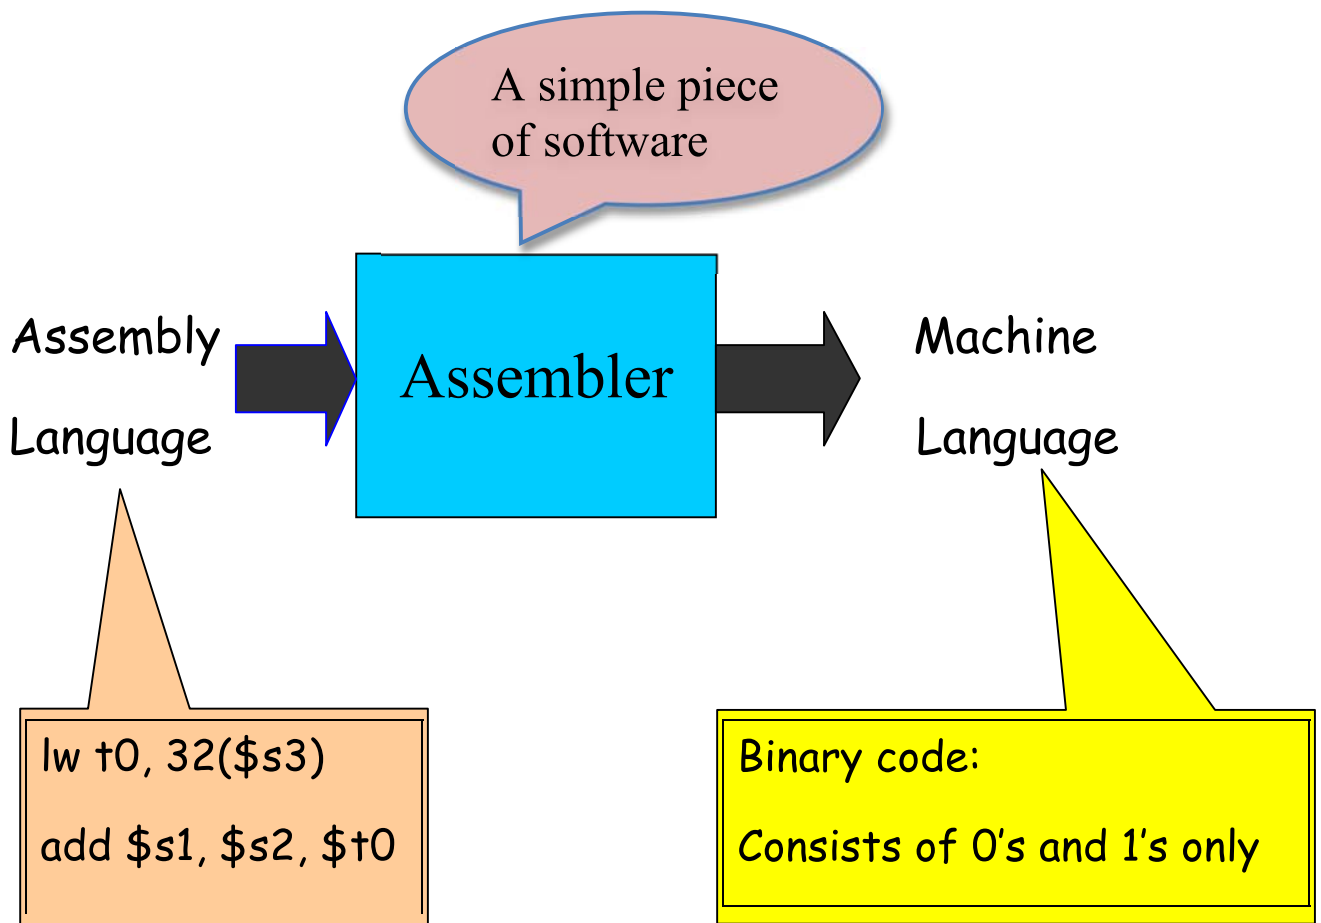 A simple piece
of software
Assembly
Language
Assembler
Machine
Language
lw t0, 32($s3)
add $s1, $s2, $t0
Binary code:
Consists of 0’s and 1’s only